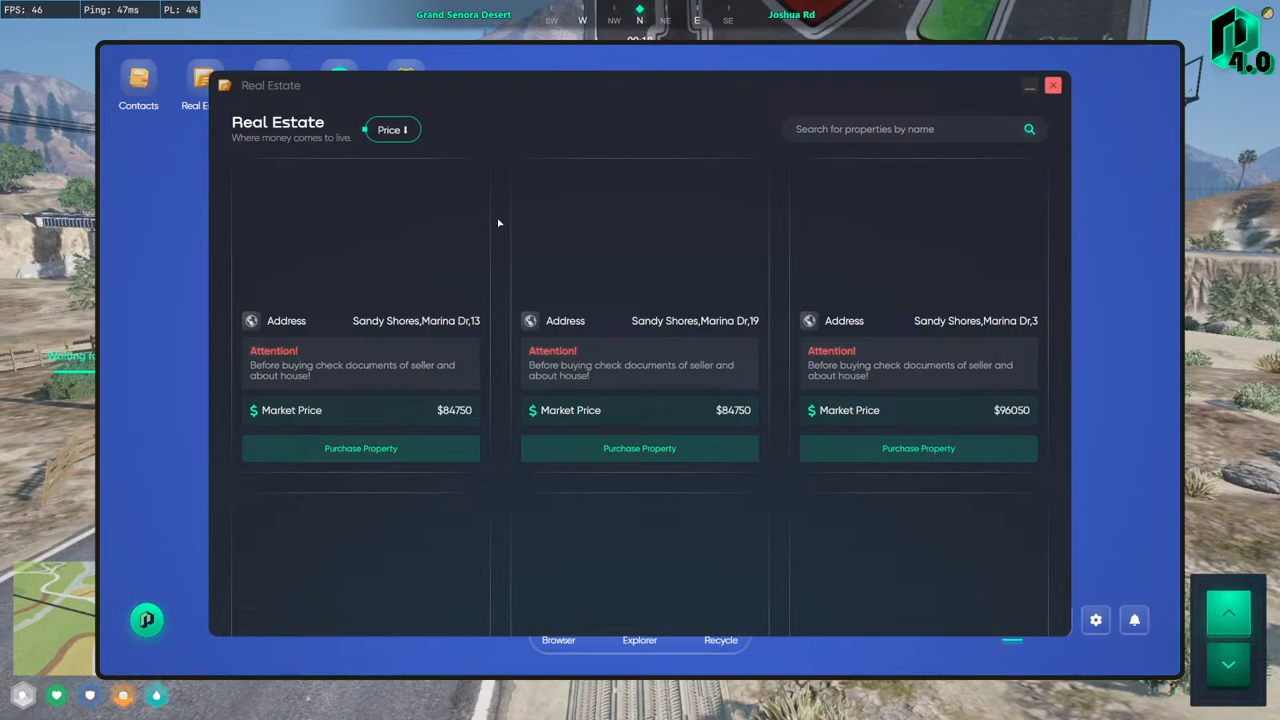 FPS: 46
Ping: 47ms
PL: 4%
Grand Senora Desert
SW
W
NW
N
NE
E
SE
Joshua Rd
4.0
Contacts
Real E
Real Estate
Real Estate
Where money comes to live.
Price
Search for properties by name
Address
Sandy Shores,Marina Dr,13
Address
Sandy Shores,Marina Dr,19
Address
Sandy Shores,Marina Dr,3
Attention!
Before buying check documents of seller and
about house!
Attention!
Before buying check documents of seller and
about house!
Attention!
Before buying check documents of seller and
about house!
$ Market Price
$84750
$ Market Price
$84750
$ Market Price
$96050
Purchase Property
Purchase Property
Purchase Property
Browser
Explorer
Recycle